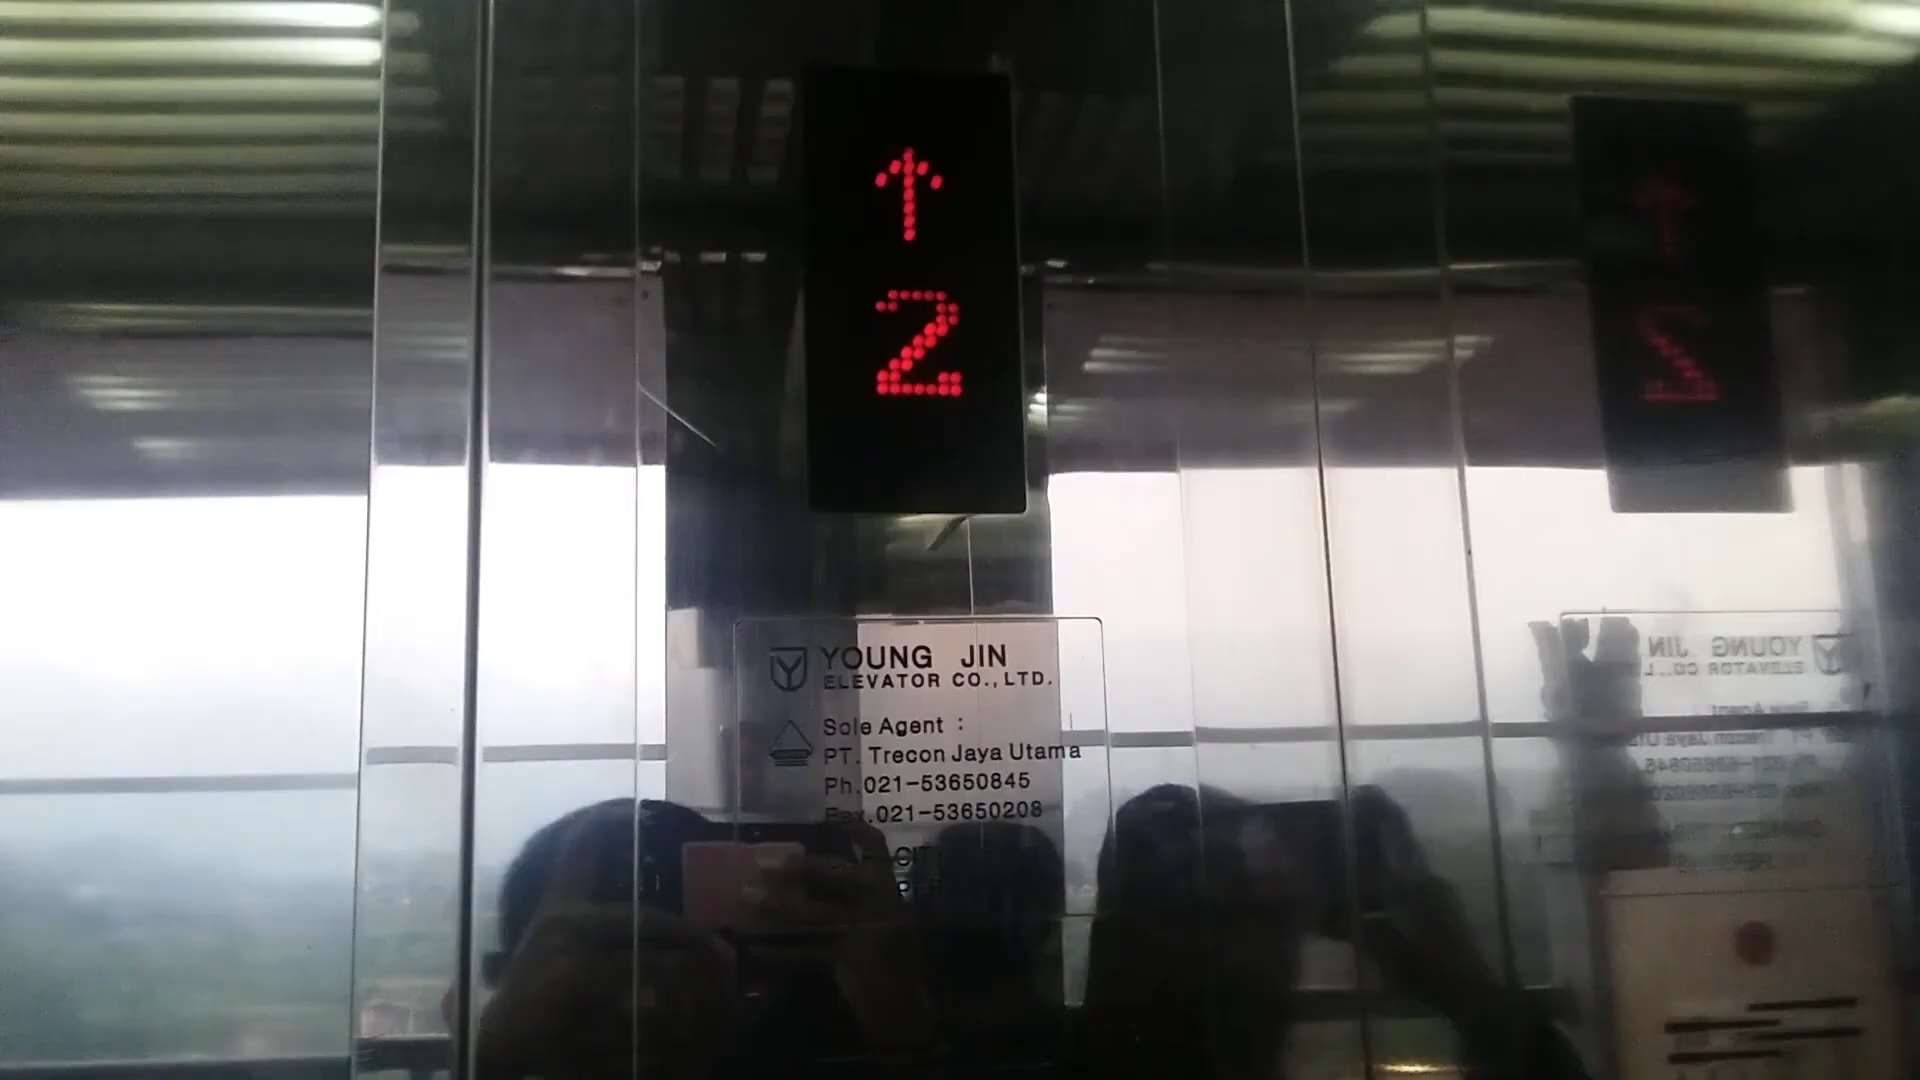 ↑
2
YOUNG JIN
ELEVATOR CO., LTD.
Sole Agent :
PT. Trecon Jaya Utama
Ph.021-53650845
Fax.021-53650208